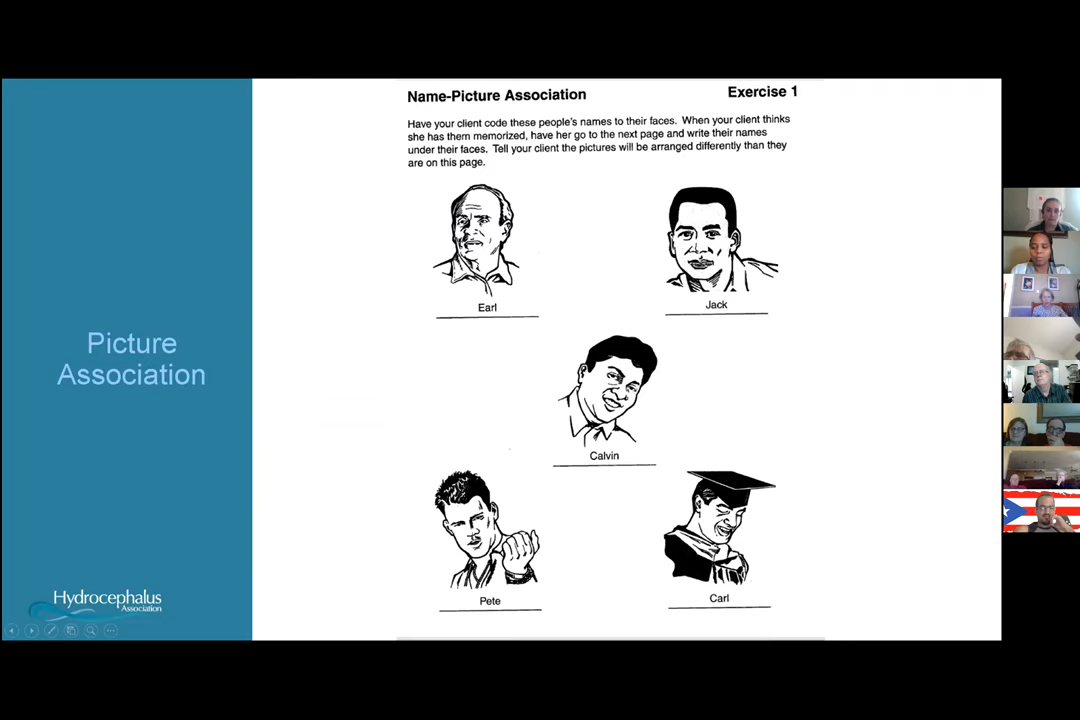 Name-Picture Association
Exercise 1
Have your client code these people's names to their faces. When your client thinks
she has them memorized, have her go to the next page and write their names
under their faces. Tell your client the pictures will be arranged differently than they
are on this page.
Earl
Jack
Calvin
Pete
Carl
Picture
Association
Hydrocephalus
Association